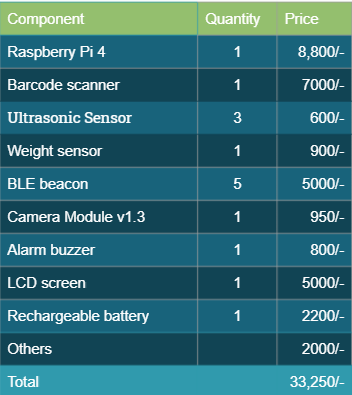 Component Quantity Price
Raspberry Pi 4 1 8,800/-
Barcode scanner 1 7000/-
Ultrasonic Sensor 3 600/-
Weight sensor 1 900/-
BLE beacon 5 5000/-
Camera Module v1.3 1 950/-
Alarm buzzer 1 800/-
LCD screen 1 5000/-
Rechargeable battery 1 2200/-
Others 2000/-
Total 33,250/-